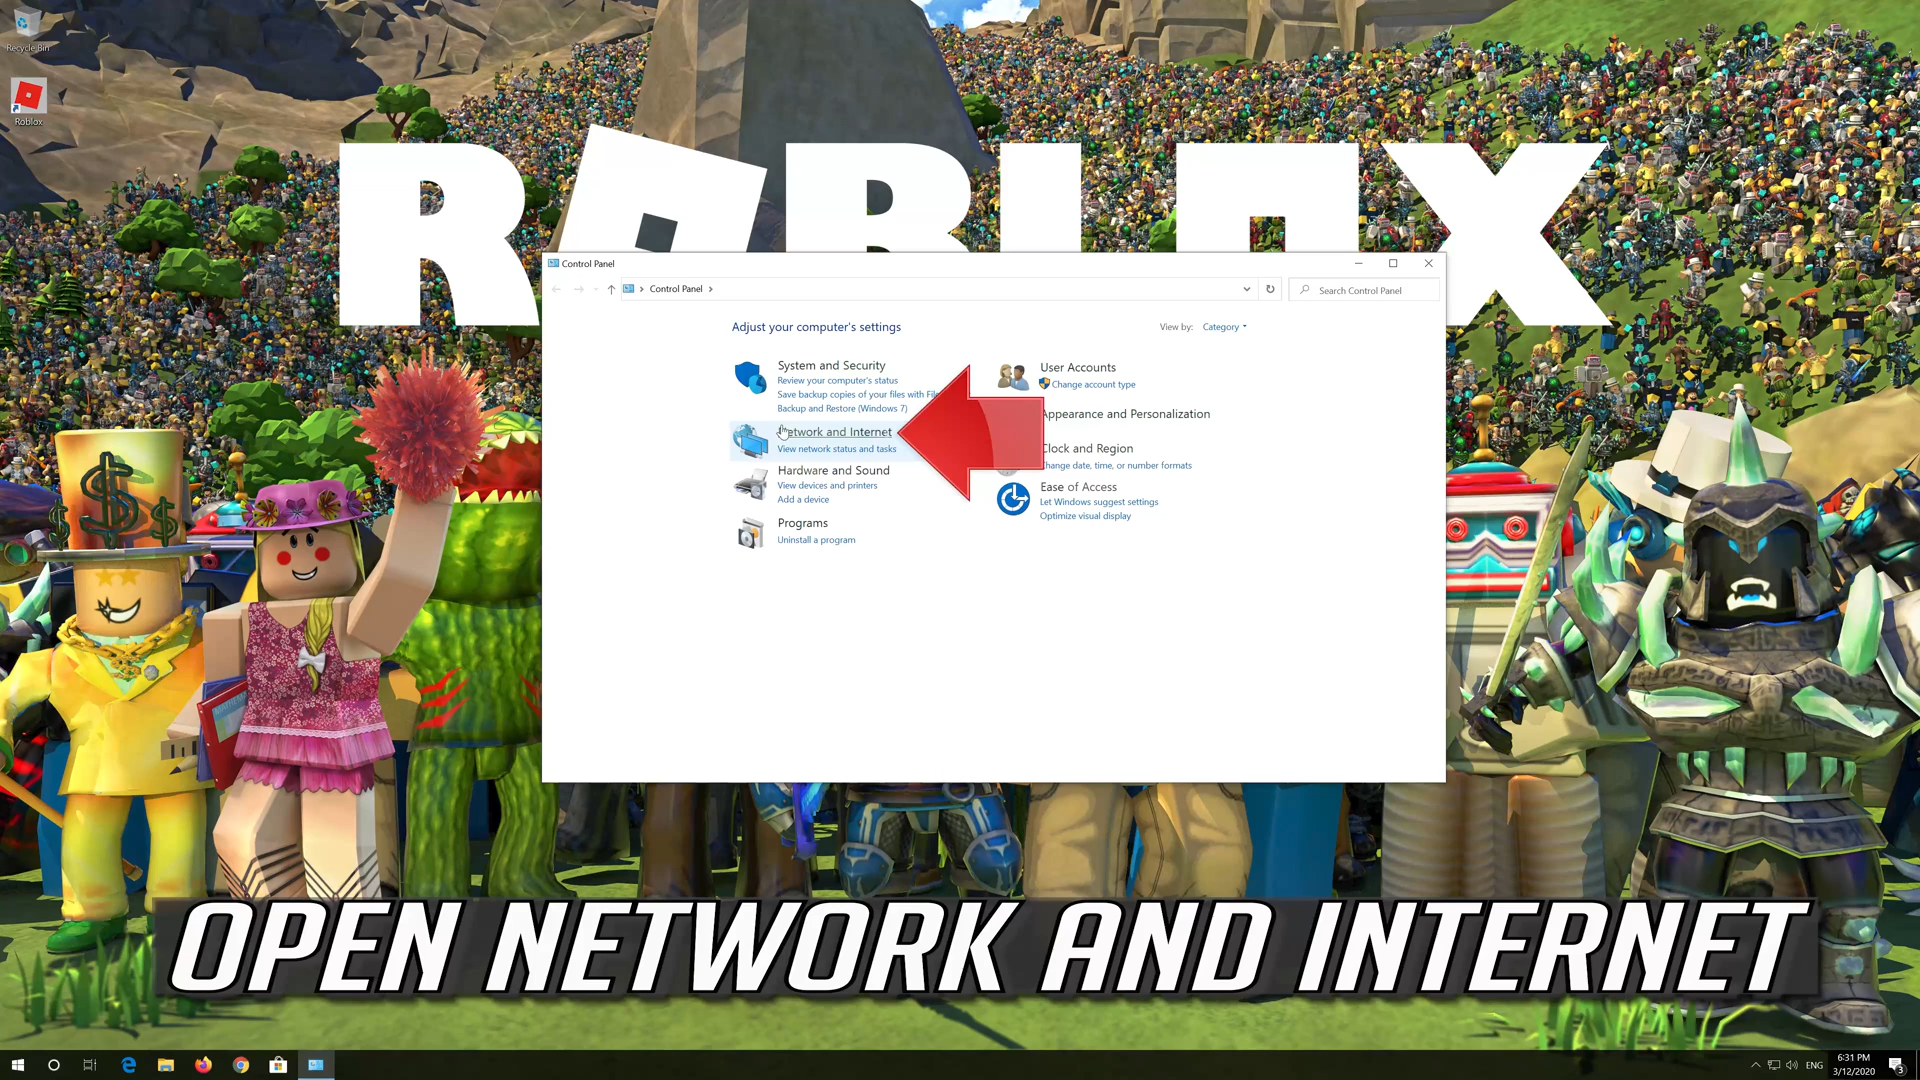 Recycle Bin
Roblox
ROBLOX
Control Panel
Control Panel
Search Control Panel
Adjust your computer's settings
View by: Category
System and Security
Review your computer's status
Save backup copies of your files with File
Backup and Restore (Windows 7)
Network and Internet
View network status and tasks
Hardware and Sound
View devices and printers
Add a device
Programs
Uninstall a program
User Accounts
Change account type
Appearance and Personalization
Clock and Region
Change date, time, or number formats
Ease of Access
Let Windows suggest settings
Optimize visual display
OPEN NETWORK AND INTERNET
ENG
6:31 PM
3/12/2020
3